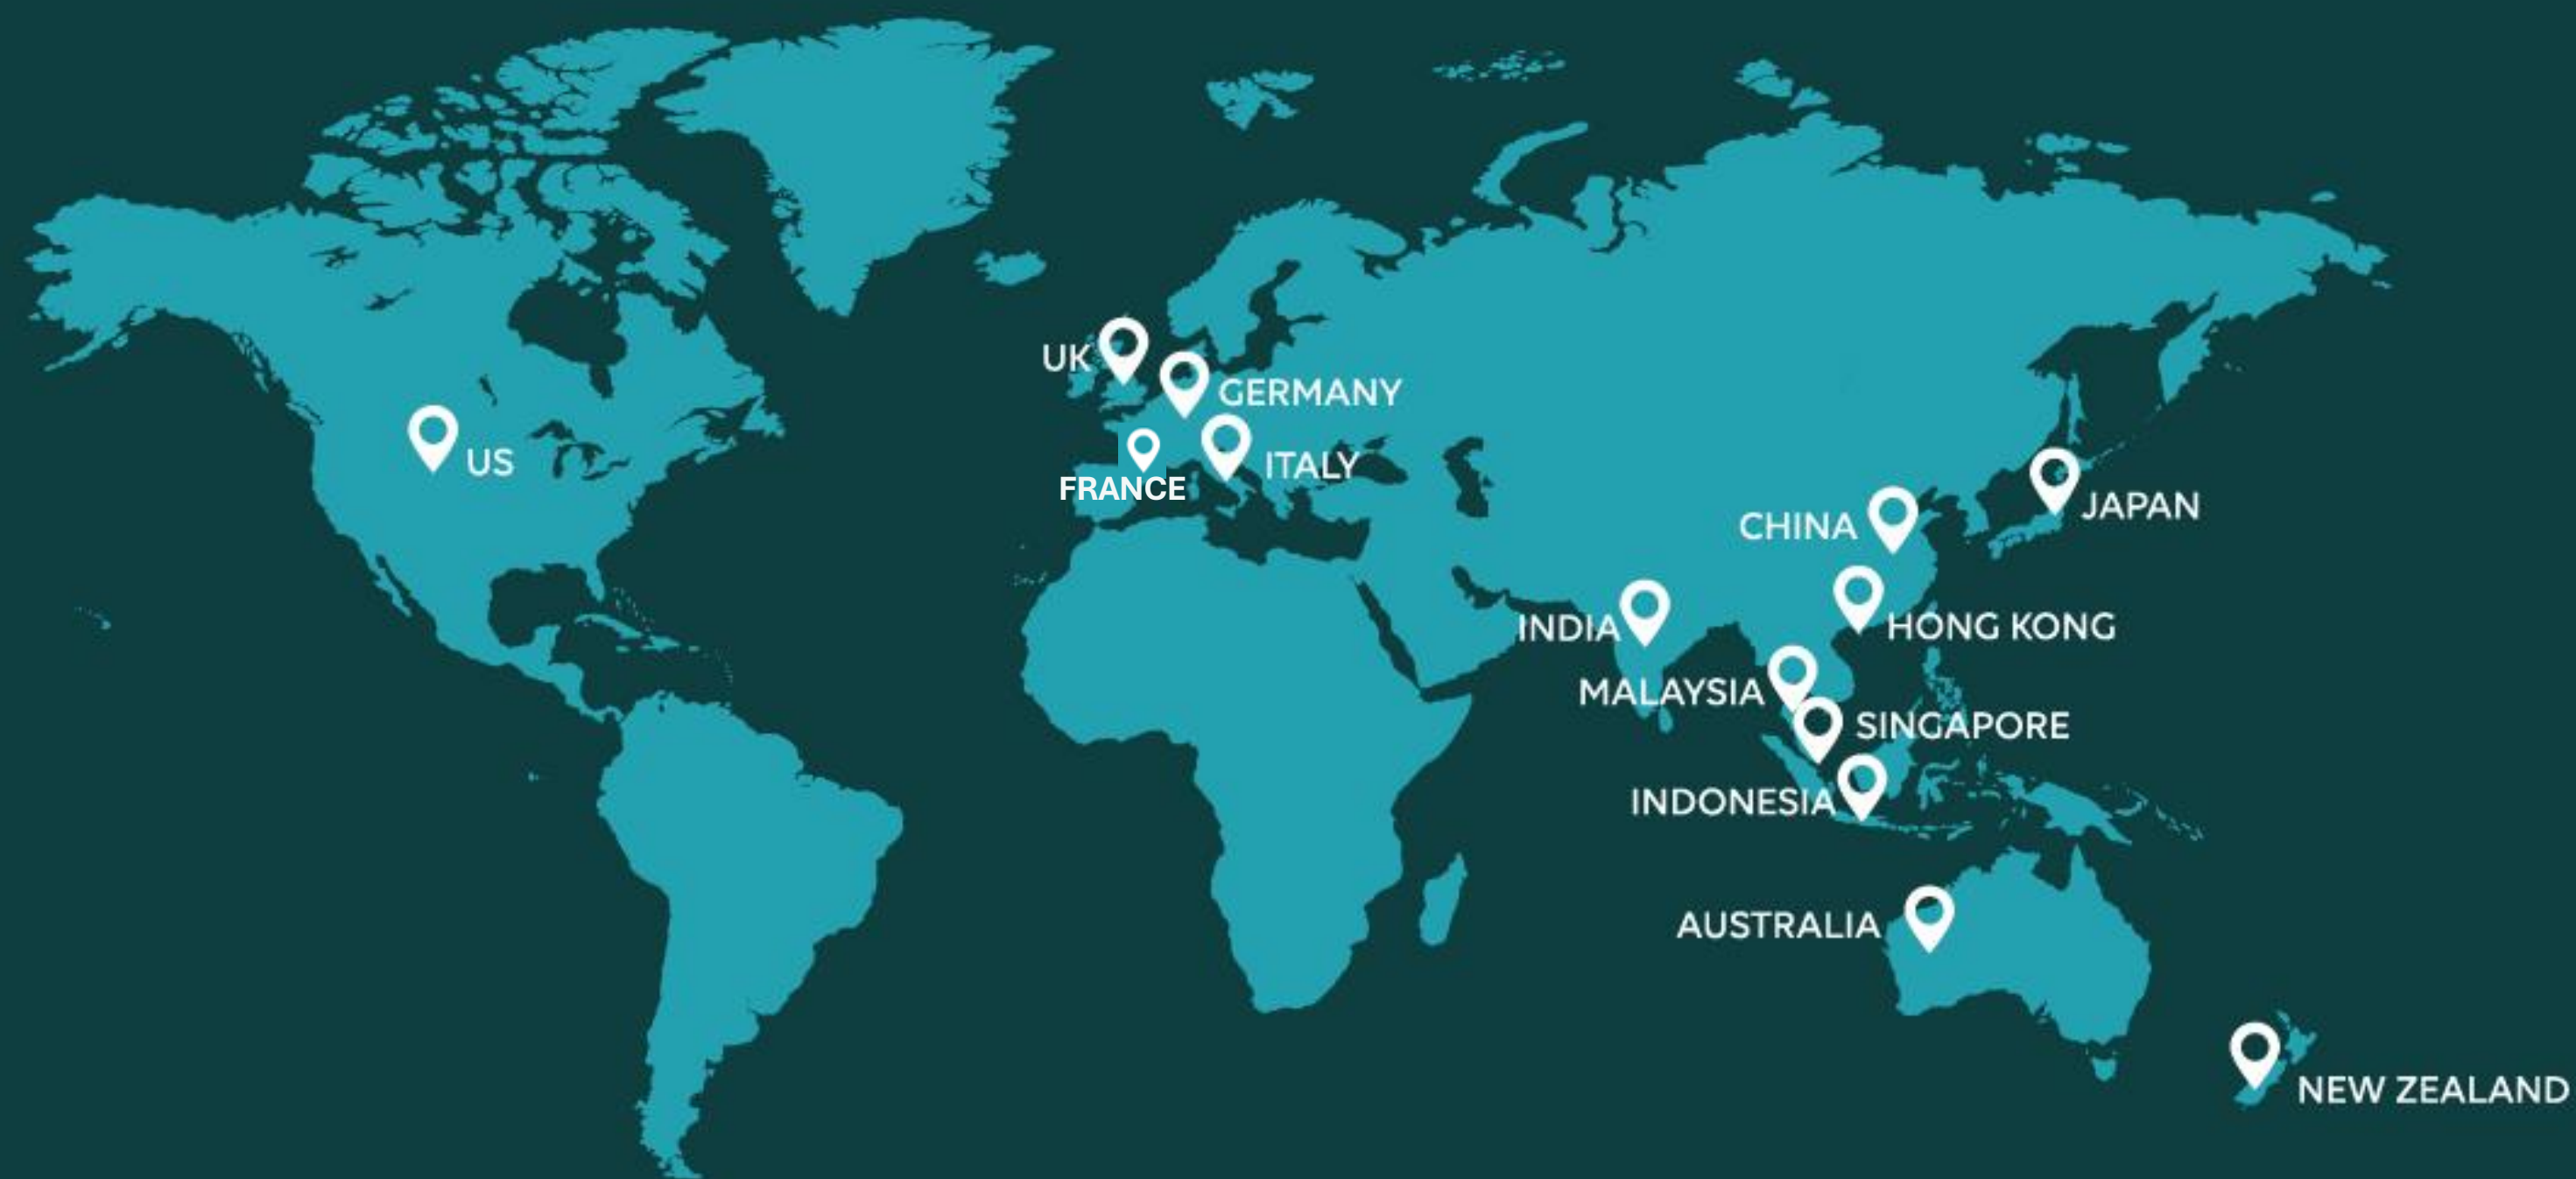 UK
GERMANY
US
ITALY
FRANCE
JAPAN
CHINA
INDIA
HONG KONG
MALAYSIA
SINGAPORE
INDONESIA
AUSTRALIA
NEW ZEALAND